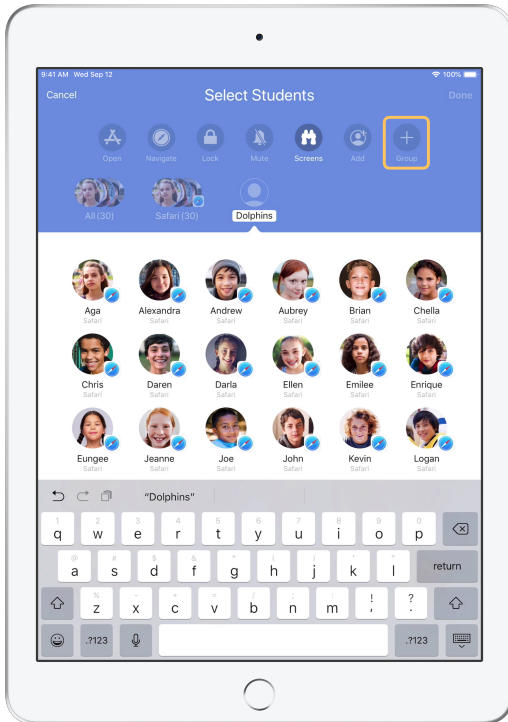 9:41 AM Wed Sep 12 100%
Cancel Select Students Done
Open Navigate Lock Mute Screens Add Group
All (30) Safari (30) Dolphins
Aga Alexandra Andrew Aubrey Brian Chella
Safari Safari Safari Safari Safari Safari
Chris Daren Darla Ellen Emilee Enrique
Safari Safari Safari Safari Safari Safari
Eungee Jeanne Joe John Kevin Logan
Safari Safari Safari Safari Safari Safari
"Dolphins"
1 2 3 4 5 6 7 8 9 0
q w e r t y u i o p
@ # $ & * ( ) ' "
a s d f g h j k l return
% - + = / ; : ! ?
z x c v b n m , .
.?123 .?123